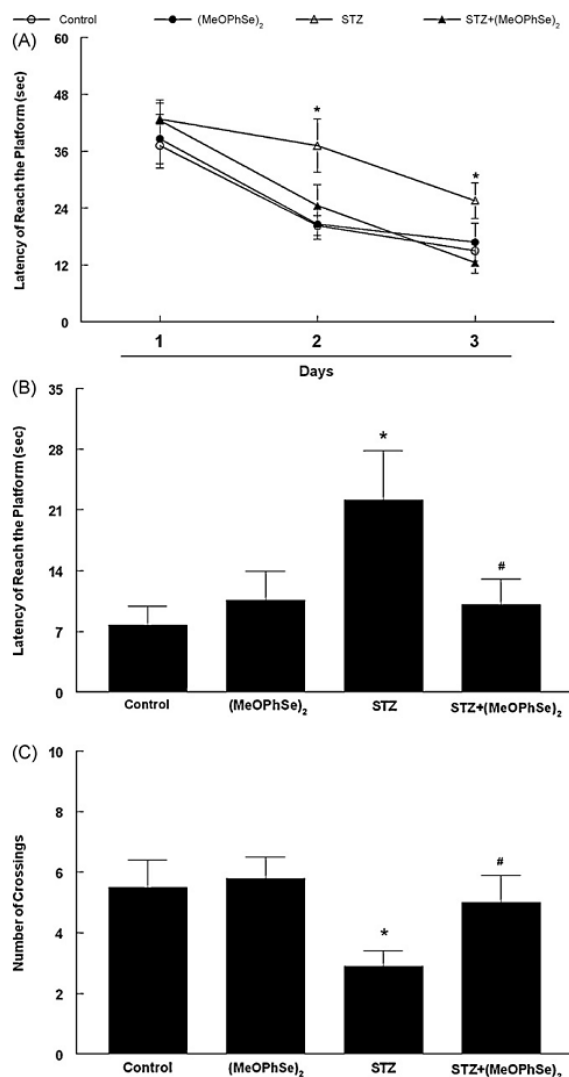 Control (MeOPhSe)2 STZ STZ+(MeOPhSe)2
(A)
Latency of Reach the Platform (sec)
60
48
36
24
12
0
*
*
1 2 3
Days
(B)
Latency of Reach the Platform (sec)
35
28
21
14
7
0
*
#
Control (MeOPhSe)2 STZ STZ+(MeOPhSe)2
(C)
Number of Crossings
10
8
6
4
2
0
*
#
Control (MeOPhSe)2 STZ STZ+(MeOPhSe)2